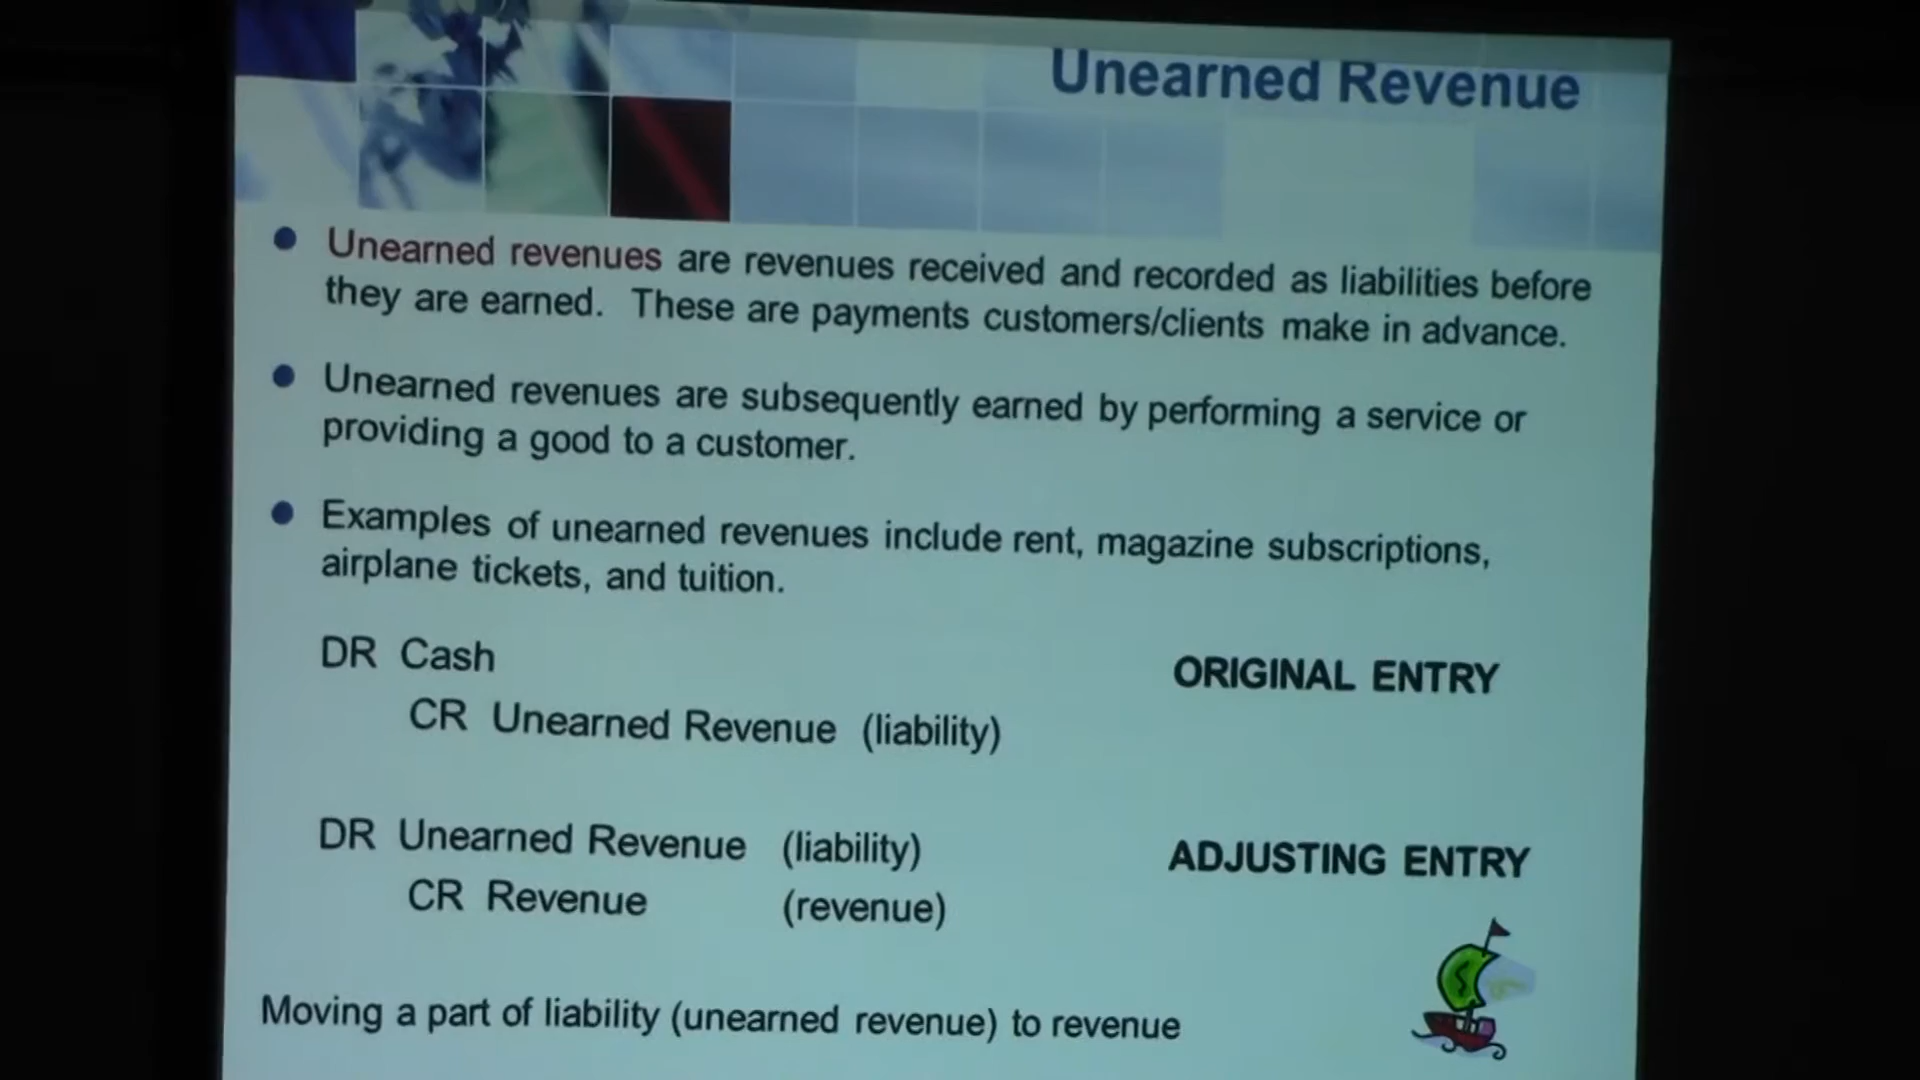 Unearned Revenue
Unearned revenues are revenues received and recorded as liabilities before
they are earned. These are payments customers/clients make in advance.
Unearned revenues are subsequently earned by performing a service or
providing a good to a customer.
Examples of unearned revenues include rent, magazine subscriptions,
airplane tickets, and tuition.
DR Cash
ORIGINAL ENTRY
CR Unearned Revenue (liability)
DR Unearned Revenue (liability)
ADJUSTING ENTRY
CR Revenue (revenue)
Moving a part of liability (unearned revenue) to revenue